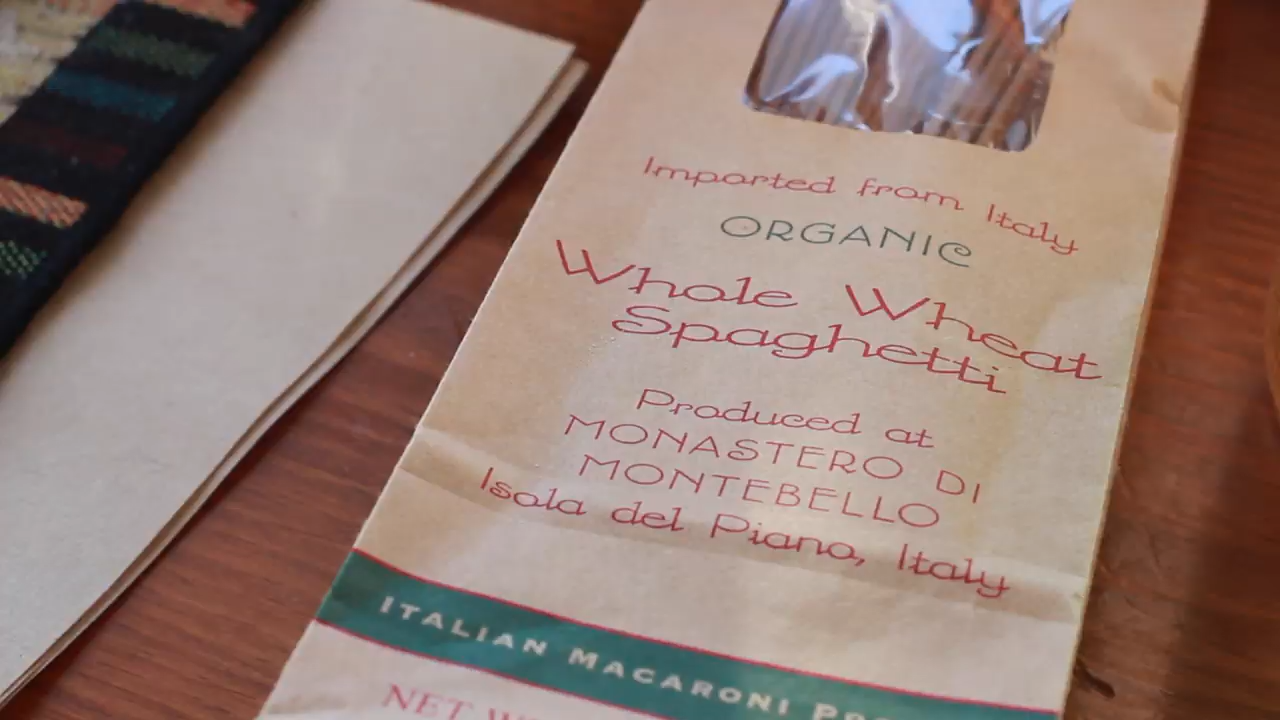 Imported from Italy
ORGANIC
Whole Wheat
Spaghetti
Produced at
MONASTERO DI
MONTEBELLO
Isola del Piano, Italy
ITALIAN MACARONI
NET